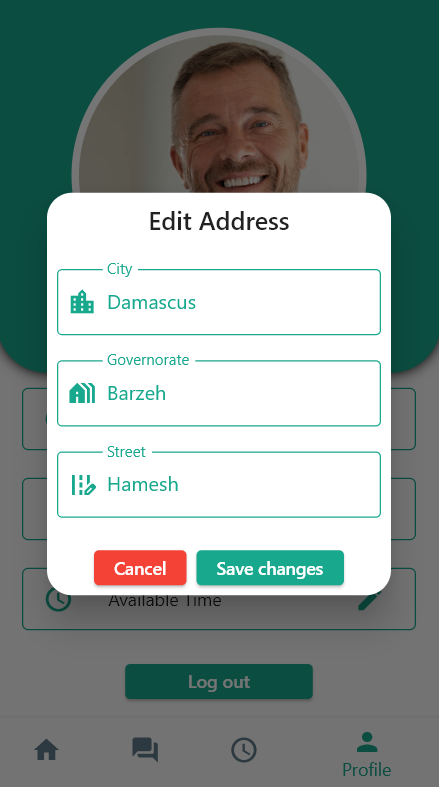 Edit Address
City
Damascus
Governorate
Barzeh
Street
Hamesh
Cancel
Save changes
Available Time
Log out
Profile